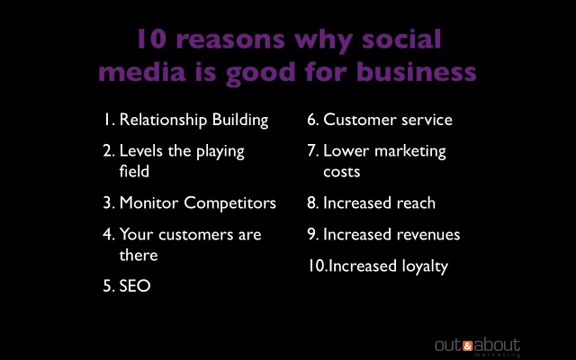 10 reasons why social
media is good for business
1. Relationship Building
2. Levels the playing
field
3. Monitor Competitors
4. Your customers are
there
5. SEO
6. Customer service
7. Lower marketing
costs
8. Increased reach
9. Increased revenues
10.Increased loyalty
out&about
marketing